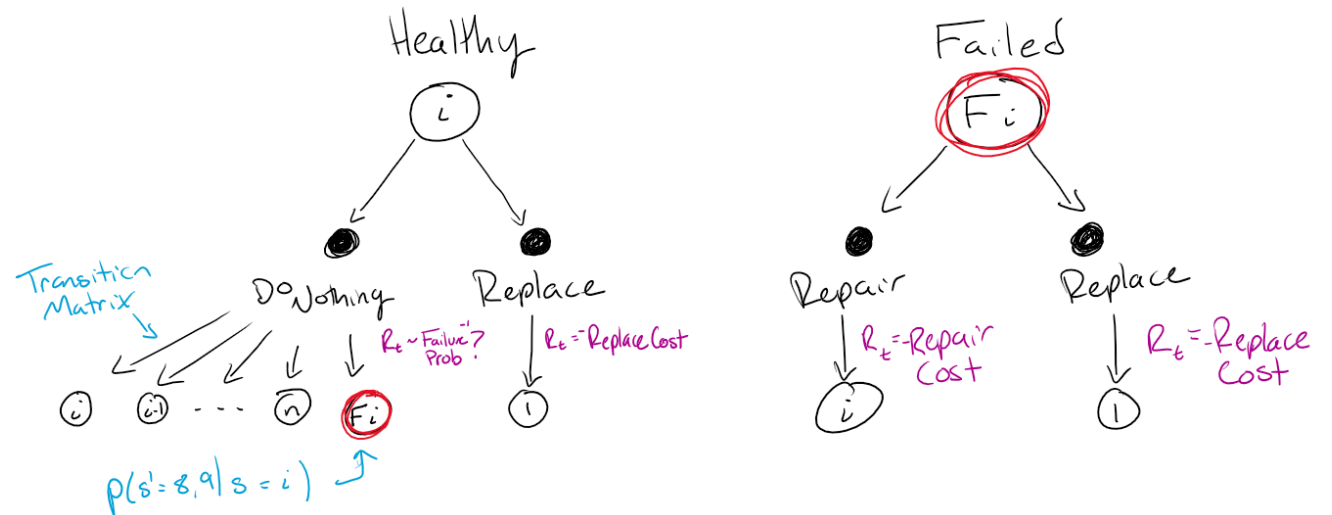 Healthy
Failed
i
Fi
Transition
Matrix
Do Nothing
Replace
Repair
Replace
Rt ~ Failure⁻¹?
Prob
Rt = -Replace Cost
Rt = -Repair
Cost
Rt = -Replace
Cost
i
i-1
- - - -
n
Fi
1
i
1
p(s'=8,9|s=i)